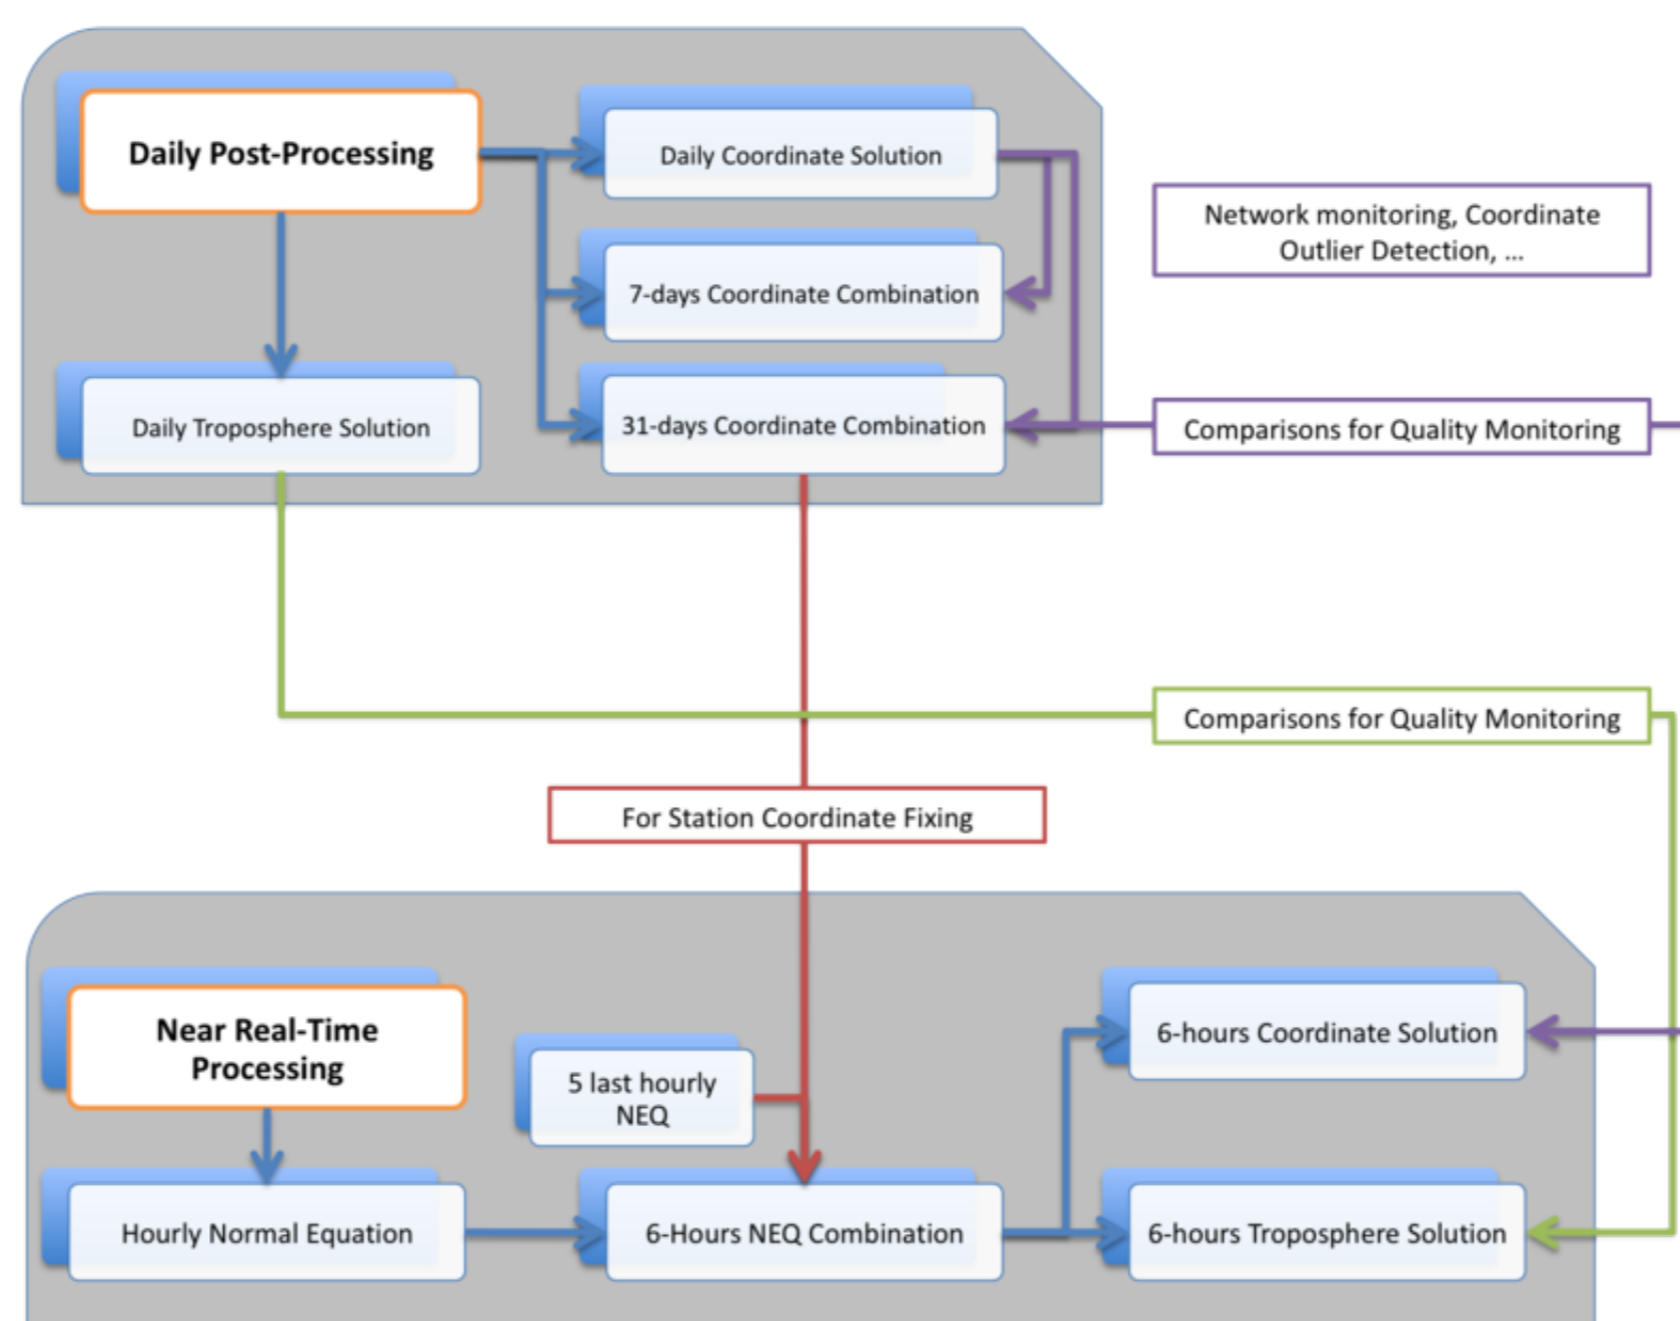 Daily Post-Processing
Daily Coordinate Solution
Network monitoring, Coordinate
Outlier Detection, ...
7-days Coordinate Combination
Daily Troposphere Solution
31-days Coordinate Combination
Comparisons for Quality Monitoring
Comparisons for Quality Monitoring
For Station Coordinate Fixing
Near Real-Time
Processing
5 last hourly
NEQ
6-hours Coordinate Solution
Hourly Normal Equation
6-Hours NEQ Combination
6-hours Troposphere Solution